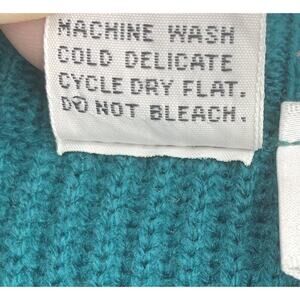 MACHINE WASH
COLD DELICATE
CYCLE DRY FLAT.
DO NOT BLEACH.